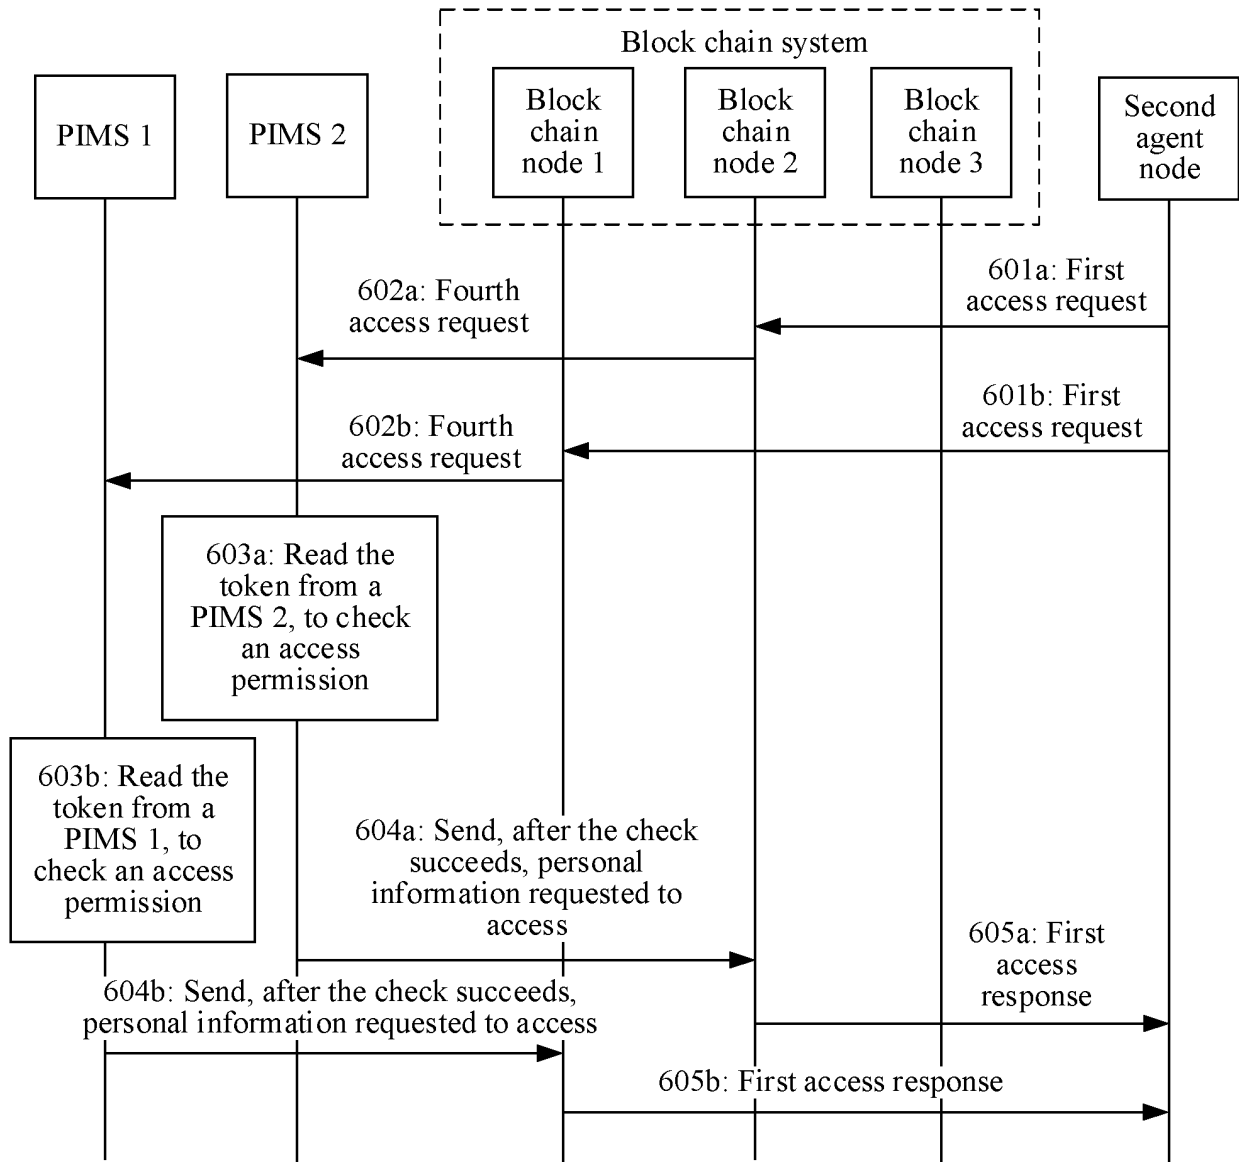 Block chain system
PIMS 1
PIMS 2
Block
chain
node 1
Block
chain
node 2
Block
chain
node 3
Second
agent
node
601a: First
access request
602a: Fourth
access request
601b: First
access request
602b: Fourth
access request
603a: Read the
token from a
PIMS 2, to check
an access
permission
603b: Read the
token from a
PIMS 1, to
check an access
permission
604a: Send, after the check
succeeds, personal
information requested to
access
605a: First
access
response
604b: Send, after the check succeeds,
personal information requested to access
605b: First access response